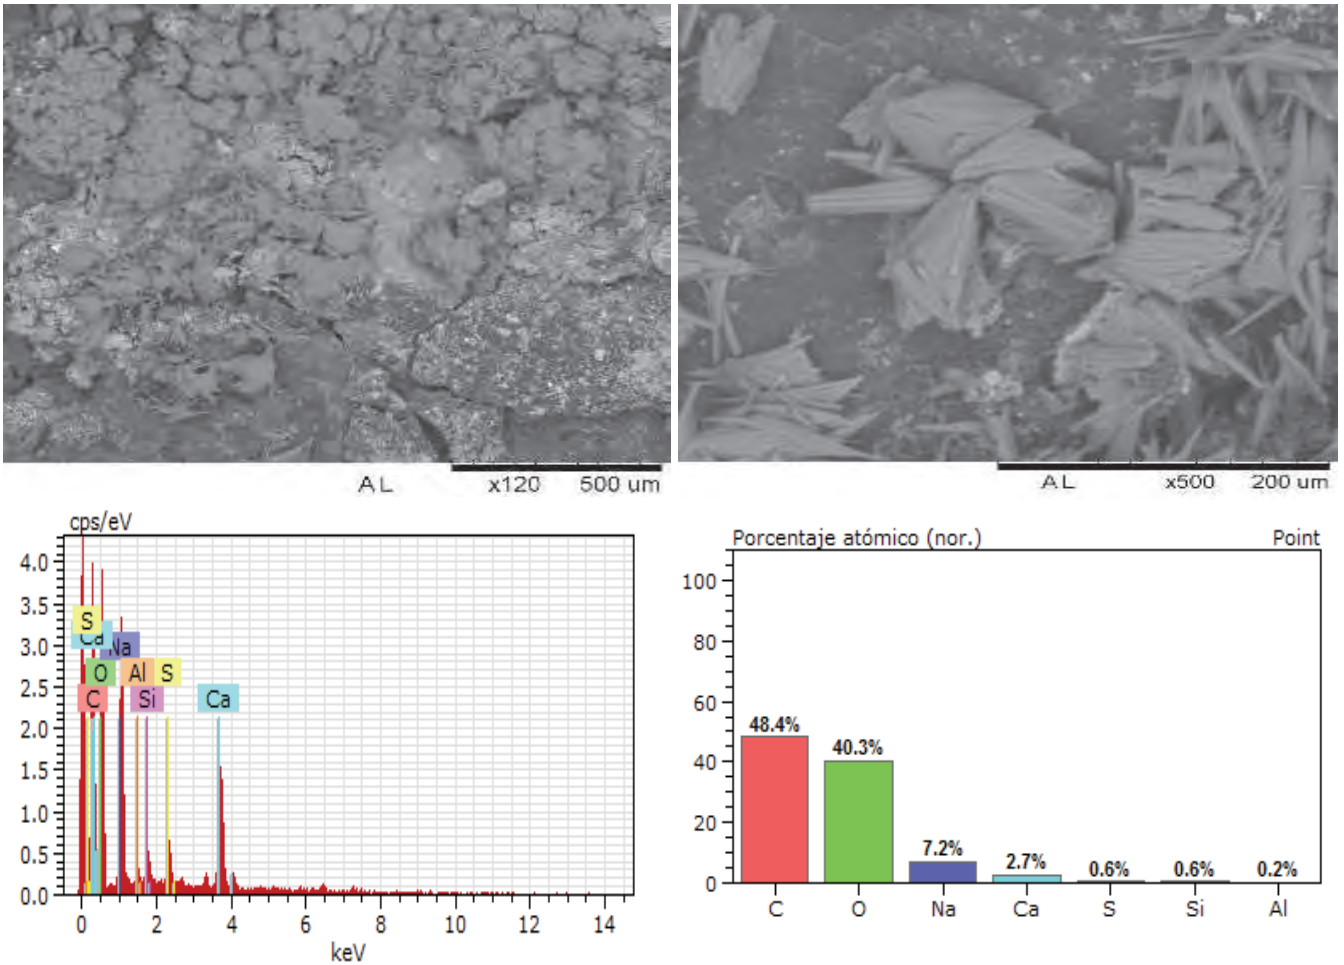 AL x120 500 um
AL x500 200 um
cps/eV
4.0
3.5
3.0
2.5
2.0
1.5
1.0
0.5
0.0
S
Ca Na
O Al S
C Si Ca
0 2 4 6 8 10 12 14
keV
Porcentaje atómico (nor.) Point
100
80
60
40
20
0
48.4%
40.3%
7.2%
2.7%
0.6%
0.6%
0.2%
C O Na Ca S Si Al